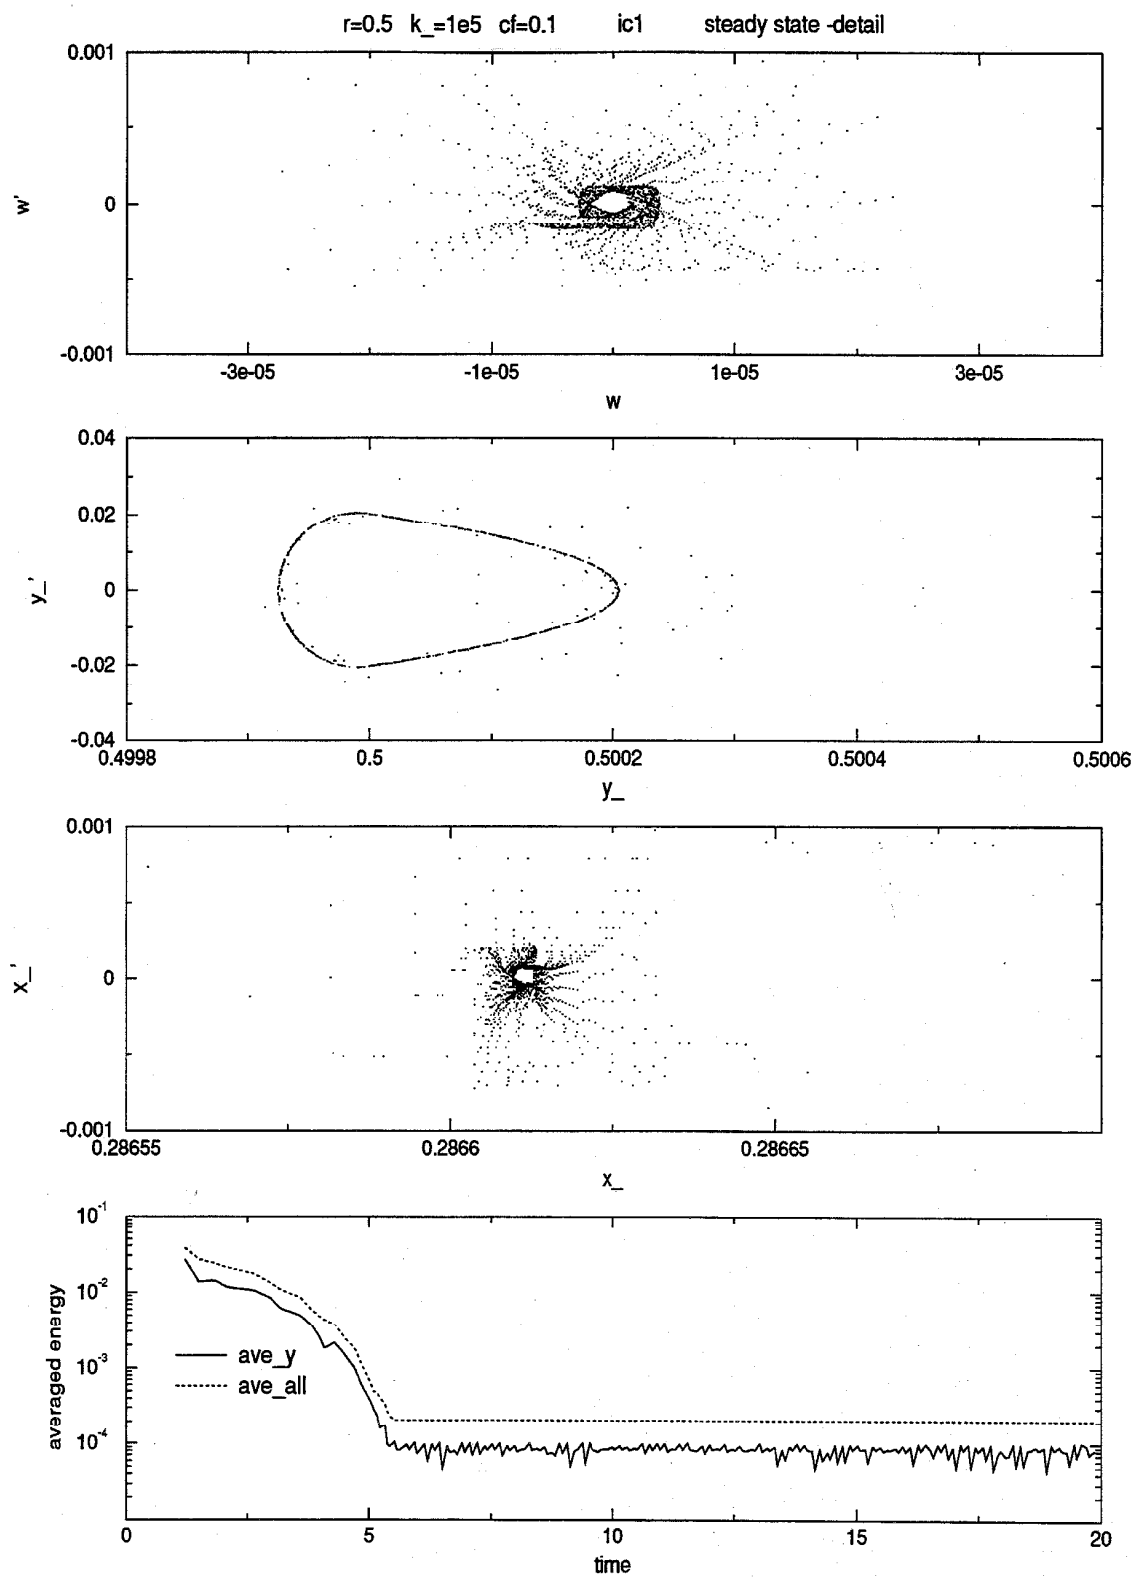 r=0.5 k_=1e5 cf=0.1 ic1 steady state -detail
0.001
w'
0
-0.001
-3e-05 -1e-05 1e-05 3e-05
w
0.04
0.02
y_'
0
-0.02
-0.04
0.4998 0.5 0.5002 0.5004 0.5006
y_
0.001
x_'
0
-0.001
0.28655 0.2866 0.28665
x_
10^-1
10^-2
averaged energy
ave_y
10^-3
ave_all
10^-4
0 5 10 15 20
time